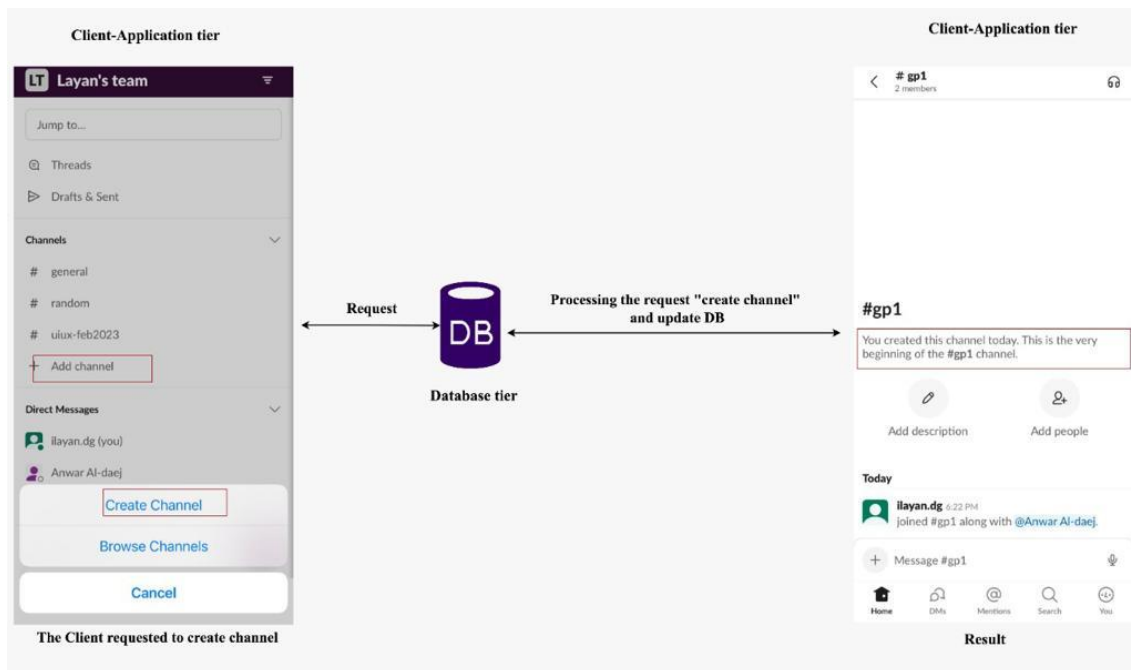 Client-Application tier
LT Layan's team
Jump to...
Threads
Drafts & Sent
Channels
# general
# random
# uiux-feb2023
+ Add channel
Direct Messages
ilayan.dg (you)
Anwar Al-daej
Create Channel
Browse Channels
Cancel
The Client requested to create channel
Request
DB
Database tier
Processing the request "create channel"
and update DB
Client-Application tier
# gp1
2 members
#gp1
You created this channel today. This is the very
beginning of the #gp1 channel.
Add description
Add people
Today
ilayan.dg 6:22 PM
joined #gp1 along with @Anwar Al-daej.
+ Message #gp1
Home DMs Mentions Search You
Result